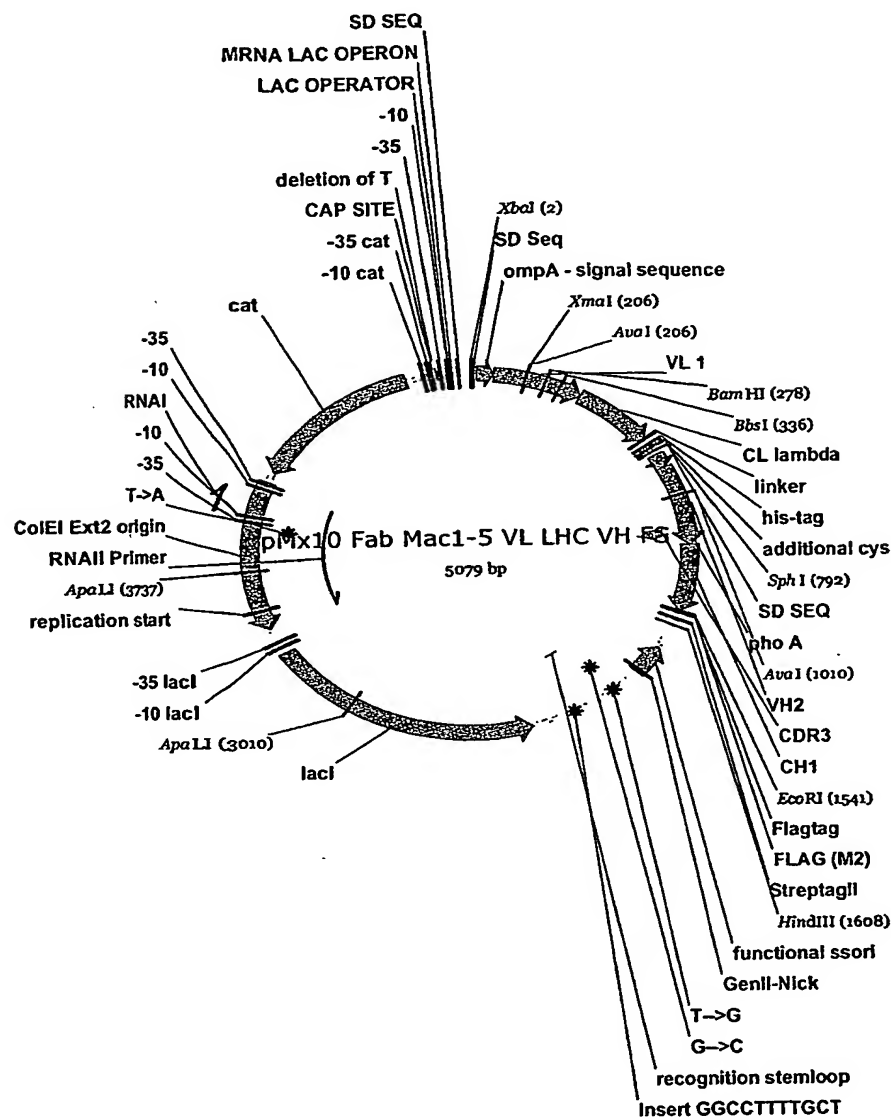 SD SEQ
MRNA LAC OPERON
LAC OPERATOR
-10
-35
deletion of T
CAP SITE
-35 cat
-10 cat
cat
-35
-10
RNAI
-10
-35
T->A
ColEI Ext2 origin
RNAII Primer
ApaLI (3737)
replication start
-35 lacI
-10 lacI
ApaLI (3010)
lacI
pMx10 Fab Mac1-5 VL LHC VH FS
5079 bp
XbaI (2)
SD Seq
ompA - signal sequence
XmaI (206)
AvaI (206)
VL 1
BamHI (278)
BbsI (336)
CL lambda
linker
his-tag
additional cys
SphI (792)
SD SEQ
pho A
AvaI (1010)
VH2
CDR3
CH1
EcoRI (1541)
Flagtag
FLAG (M2)
StreptagII
HindIII (1608)
functional ssori
GenII-Nick
T-->G
G-->C
recognition stemloop
Insert GGCCTTTTGCT